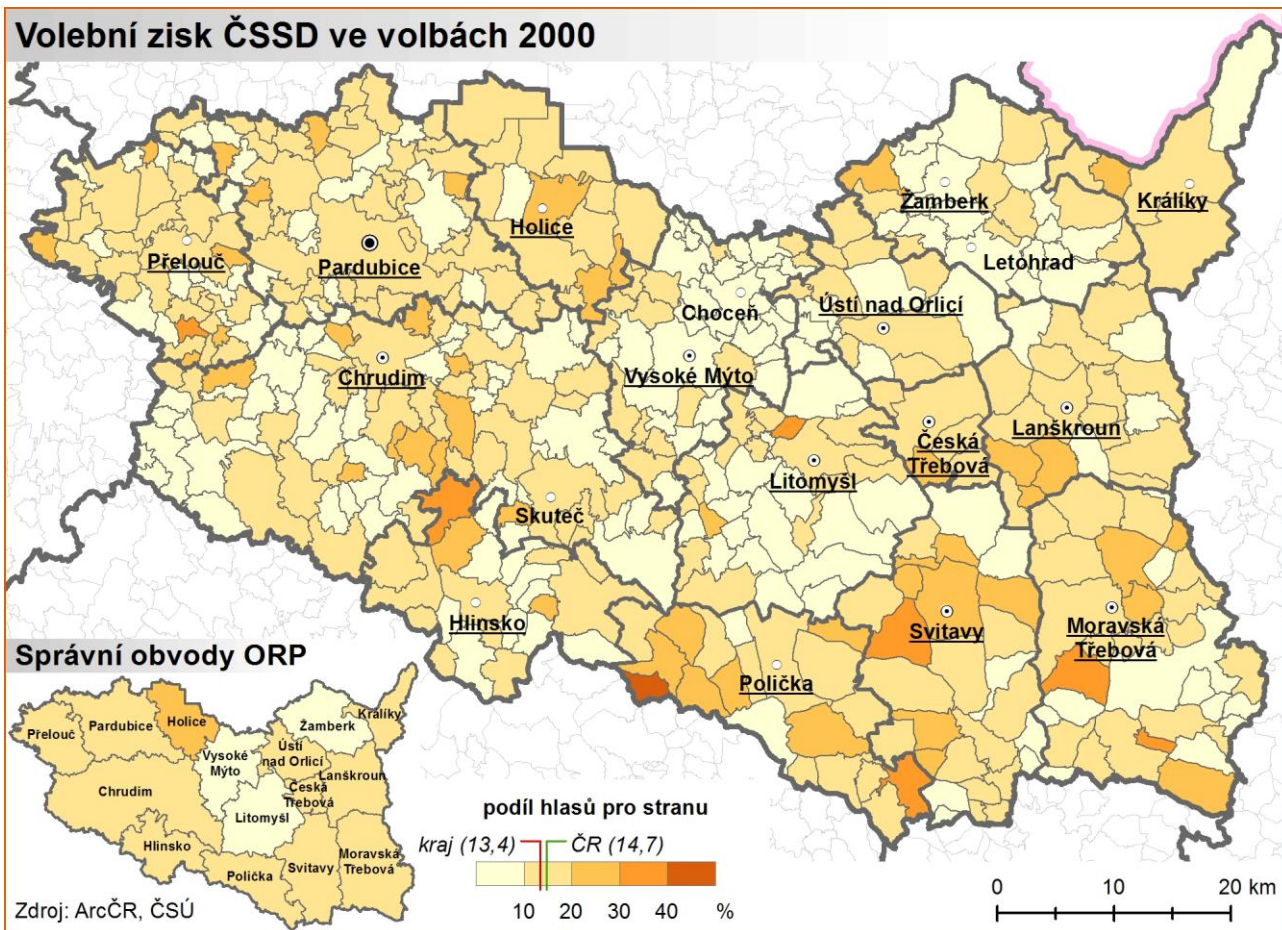 Volební zisk ČSSD ve volbách 2000
Žamberk
Králíky
Holice
Přelouč
Pardubice
Letohrad
Choceň
Ústí nad Orlicí
Chrudim
Vysoké Mýto
Lanškroun
Česká
Třebová
Litomyšl
Skuteč
Hlinsko
Svitavy
Moravská
Třebová
Polička
Správní obvody ORP
Přelouč
Pardubice
Holice
Žamberk
Králíky
Vysoké
Mýto
Ústí
nad Orlicí
Lanškroun
Chrudim
Česká
Třebová
Litomyšl
Hlinsko
Svitavy
Moravská
Třebová
Polička
podíl hlasů pro stranu
kraj (13,4)
ČR (14,7)
10 20 30 40 %
0 10 20 km
Zdroj: ArcČR, ČSÚ